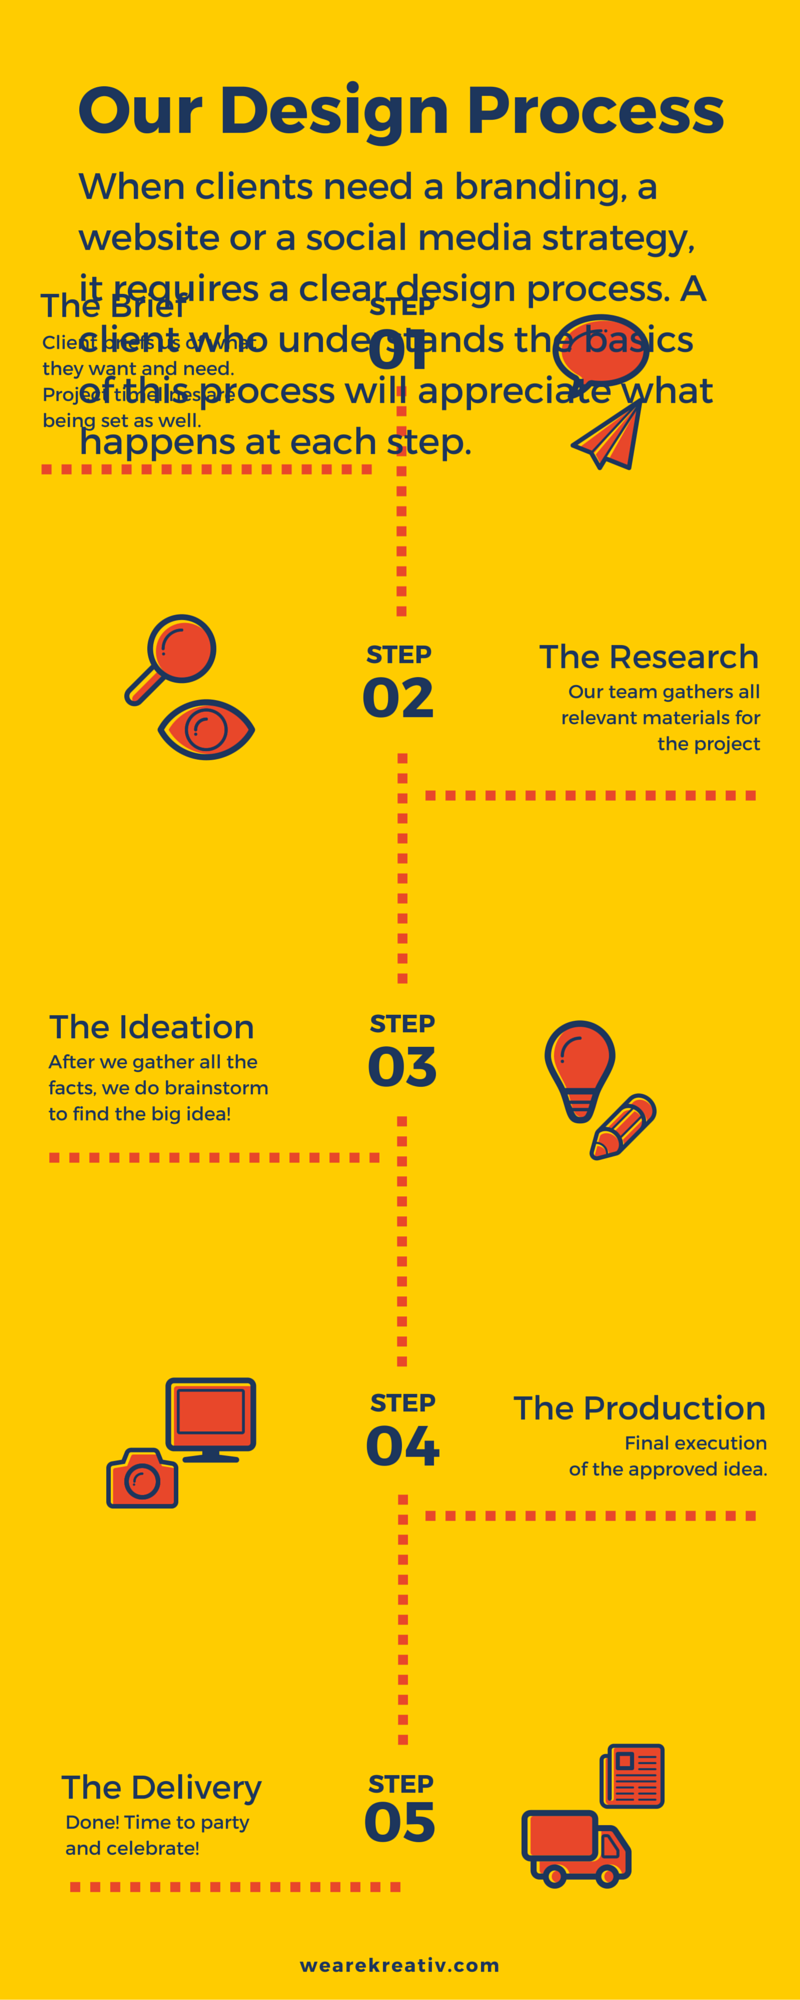 Our Design Process
When clients need a branding, a
website or a social media strategy,
it requires a clear design process. A
client who understands the basics
of this process will appreciate what
happens at each step.
The Brief
Client briefs us of what
they want and need.
Project timelines are
being set as well.
STEP
01
STEP
02
The Research
Our team gathers all
relevant materials for
the project
The Ideation
After we gather all the
facts, we do brainstorm
to find the big idea!
STEP
03
STEP
04
The Production
Final execution
of the approved idea.
The Delivery
Done! Time to party
and celebrate!
STEP
05
wearekreativ.com